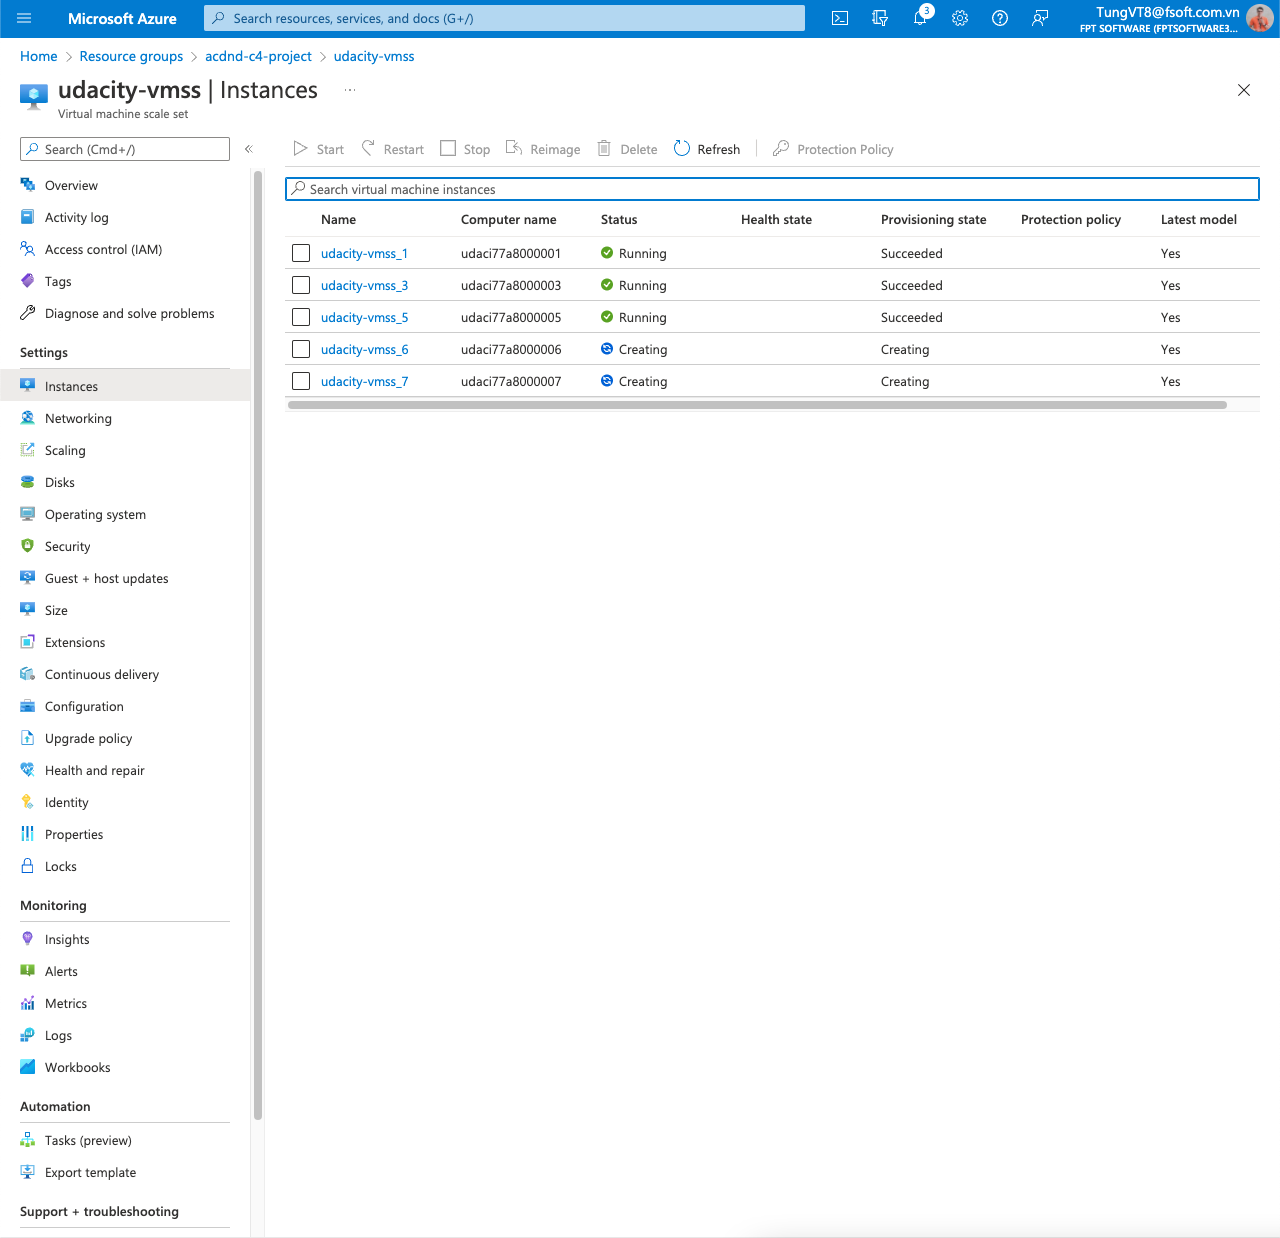 Microsoft Azure
Search resources, services, and docs (G+/)
3
TungVT8@fsoft.com.vn
FPT SOFTWARE (FPTSOFTWARE3...
Home > Resource groups > acdnd-c4-project > udacity-vmss
udacity-vmss | Instances ...
Virtual machine scale set
Search (Cmd+/)
«
Start Restart Stop Reimage Delete Refresh Protection Policy
Search virtual machine instances
Name Computer name Status Health state Provisioning state Protection policy Latest model
udacity-vmss_1 udaci77a8000001 Running Succeeded Yes
udacity-vmss_3 udaci77a8000003 Running Succeeded Yes
udacity-vmss_5 udaci77a8000005 Running Succeeded Yes
udacity-vmss_6 udaci77a8000006 Creating Creating Yes
udacity-vmss_7 udaci77a8000007 Creating Creating Yes
Overview
Activity log
Access control (IAM)
Tags
Diagnose and solve problems
Settings
Instances
Networking
Scaling
Disks
Operating system
Security
Guest + host updates
Size
Extensions
Continuous delivery
Configuration
Upgrade policy
Health and repair
Identity
Properties
Locks
Monitoring
Insights
Alerts
Metrics
Logs
Workbooks
Automation
Tasks (preview)
Export template
Support + troubleshooting